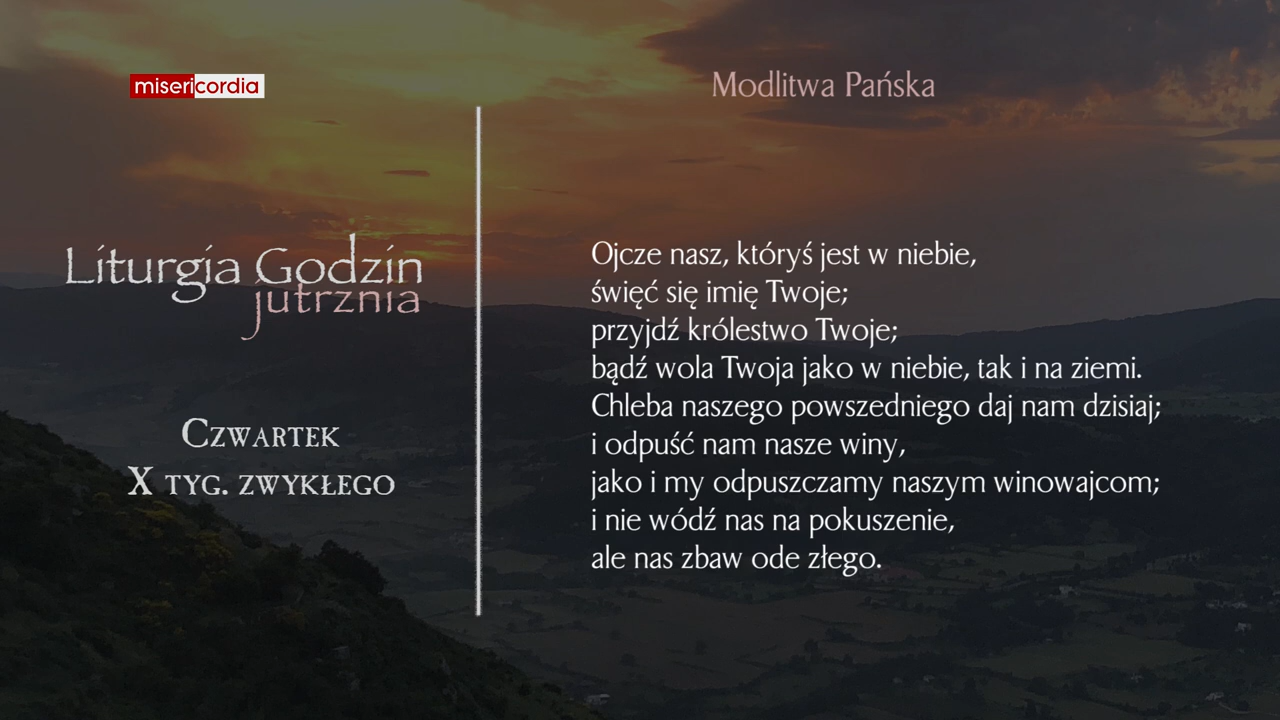 misericordia
Liturgia Godzin
jutrznia
Czwartek
X tyg. zwykłego
Modlitwa Pańska
Ojcze nasz, któryś jest w niebie,
święć się imię Twoje;
przyjdź królestwo Twoje;
bądź wola Twoja jako w niebie, tak i na ziemi.
Chleba naszego powszedniego daj nam dzisiaj;
i odpuść nam nasze winy,
jako i my odpuszczamy naszym winowajcom;
i nie wódź nas na pokuszenie,
ale nas zbaw ode złego.